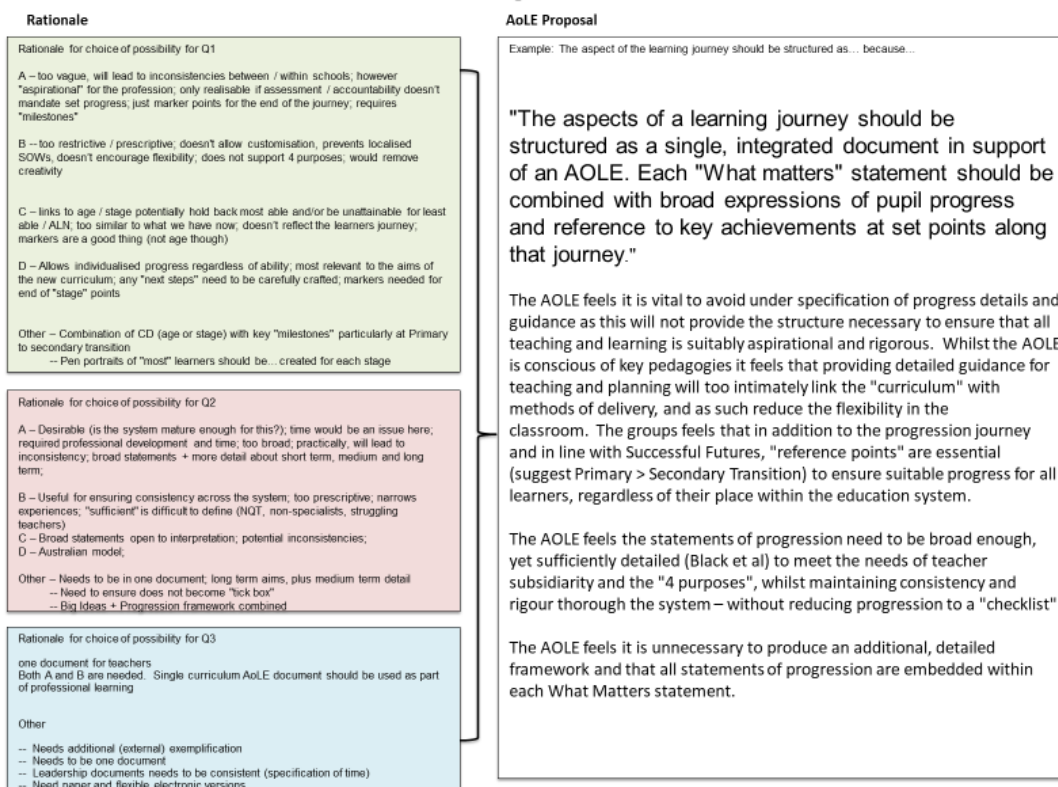 Rationale
Rationale for choice of possibility for Q1
A – too vague, will lead to inconsistencies between / within schools; however
"aspirational" for the profession; only realisable if assessment / accountability doesn't
mandate set progress; just marker points for the end of the journey; requires
"milestones"
B -- too restrictive / prescriptive; doesn't allow customisation, prevents localised
SOWs, doesn't encourage flexibility; does not support 4 purposes; would remove
creativity
C – links to age / stage potentially hold back most able and/or be unattainable for least
able / ALN; too similar to what we have now; doesn't reflect the learners journey;
markers are a good thing (not age though)
D – Allows individualised progress regardless of ability; most relevant to the aims of
the new curriculum; any "next steps" need to be carefully crafted; markers needed for
end of "stage" points
Other – Combination of CD (age or stage) with key "milestones" particularly at Primary
to secondary transition
-- Pen portraits of "most" learners should be... created for each stage
Rationale for choice of possibility for Q2
A – Desirable (is the system mature enough for this?); time would be an issue here;
required professional development and time; too broad; practically, will lead to
inconsistency; broad statements + more detail about short term, medium and long
term;
B – Useful for ensuring consistency across the system; too prescriptive; narrows
experiences; "sufficient" is difficult to define (NQT, non-specialists, struggling
teachers)
C – Broad statements open to interpretation; potential inconsistencies;
D – Australian model;
Other – Needs to be in one document; long term aims, plus medium term detail
-- Need to ensure does not become "tick box"
-- Big Ideas + Progression framework combined
Rationale for choice of possibility for Q3
one document for teachers
Both A and B are needed. Single curriculum AoLE document should be used as part
of professional learning
Other
-- Needs additional (external) exemplification
-- Needs to be one document
-- Leadership documents needs to be consistent (specification of time)
-- Need paper and flexible electronic versions
AoLE Proposal
Example: The aspect of the learning journey should be structured as... because...
"The aspects of a learning journey should be
structured as a single, integrated document in support
of an AOLE. Each "What matters" statement should be
combined with broad expressions of pupil progress
and reference to key achievements at set points along
that journey."
The AOLE feels it is vital to avoid under specification of progress details and
guidance as this will not provide the structure necessary to ensure that all
teaching and learning is suitably aspirational and rigorous. Whilst the AOLE
is conscious of key pedagogies it feels that providing detailed guidance for
teaching and planning will too intimately link the "curriculum" with
methods of delivery, and as such reduce the flexibility in the
classroom. The groups feels that in addition to the progression journey
and in line with Successful Futures, "reference points" are essential
(suggest Primary > Secondary Transition) to ensure suitable progress for all
learners, regardless of their place within the education system.
The AOLE feels the statements of progression need to be broad enough,
yet sufficiently detailed (Black et al) to meet the needs of teacher
subsidiarity and the "4 purposes", whilst maintaining consistency and
rigour thorough the system – without reducing progression to a "checklist"
The AOLE feels it is unnecessary to produce an additional, detailed
framework and that all statements of progression are embedded within
each What Matters statement.